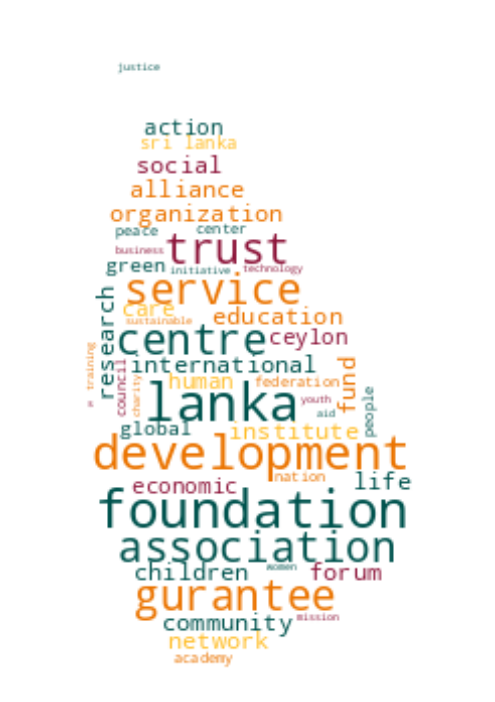 justice
action
sri lanka
social
alliance
organization
peace center
business trust
green initiative technology
service
research care education
sustainable
centre ceylon
training council international fund
human federation
charity lanka youth people
aid
global institute
development
nation
economic life
foundation
association
children women forum
gurantee
community mission
network
academy